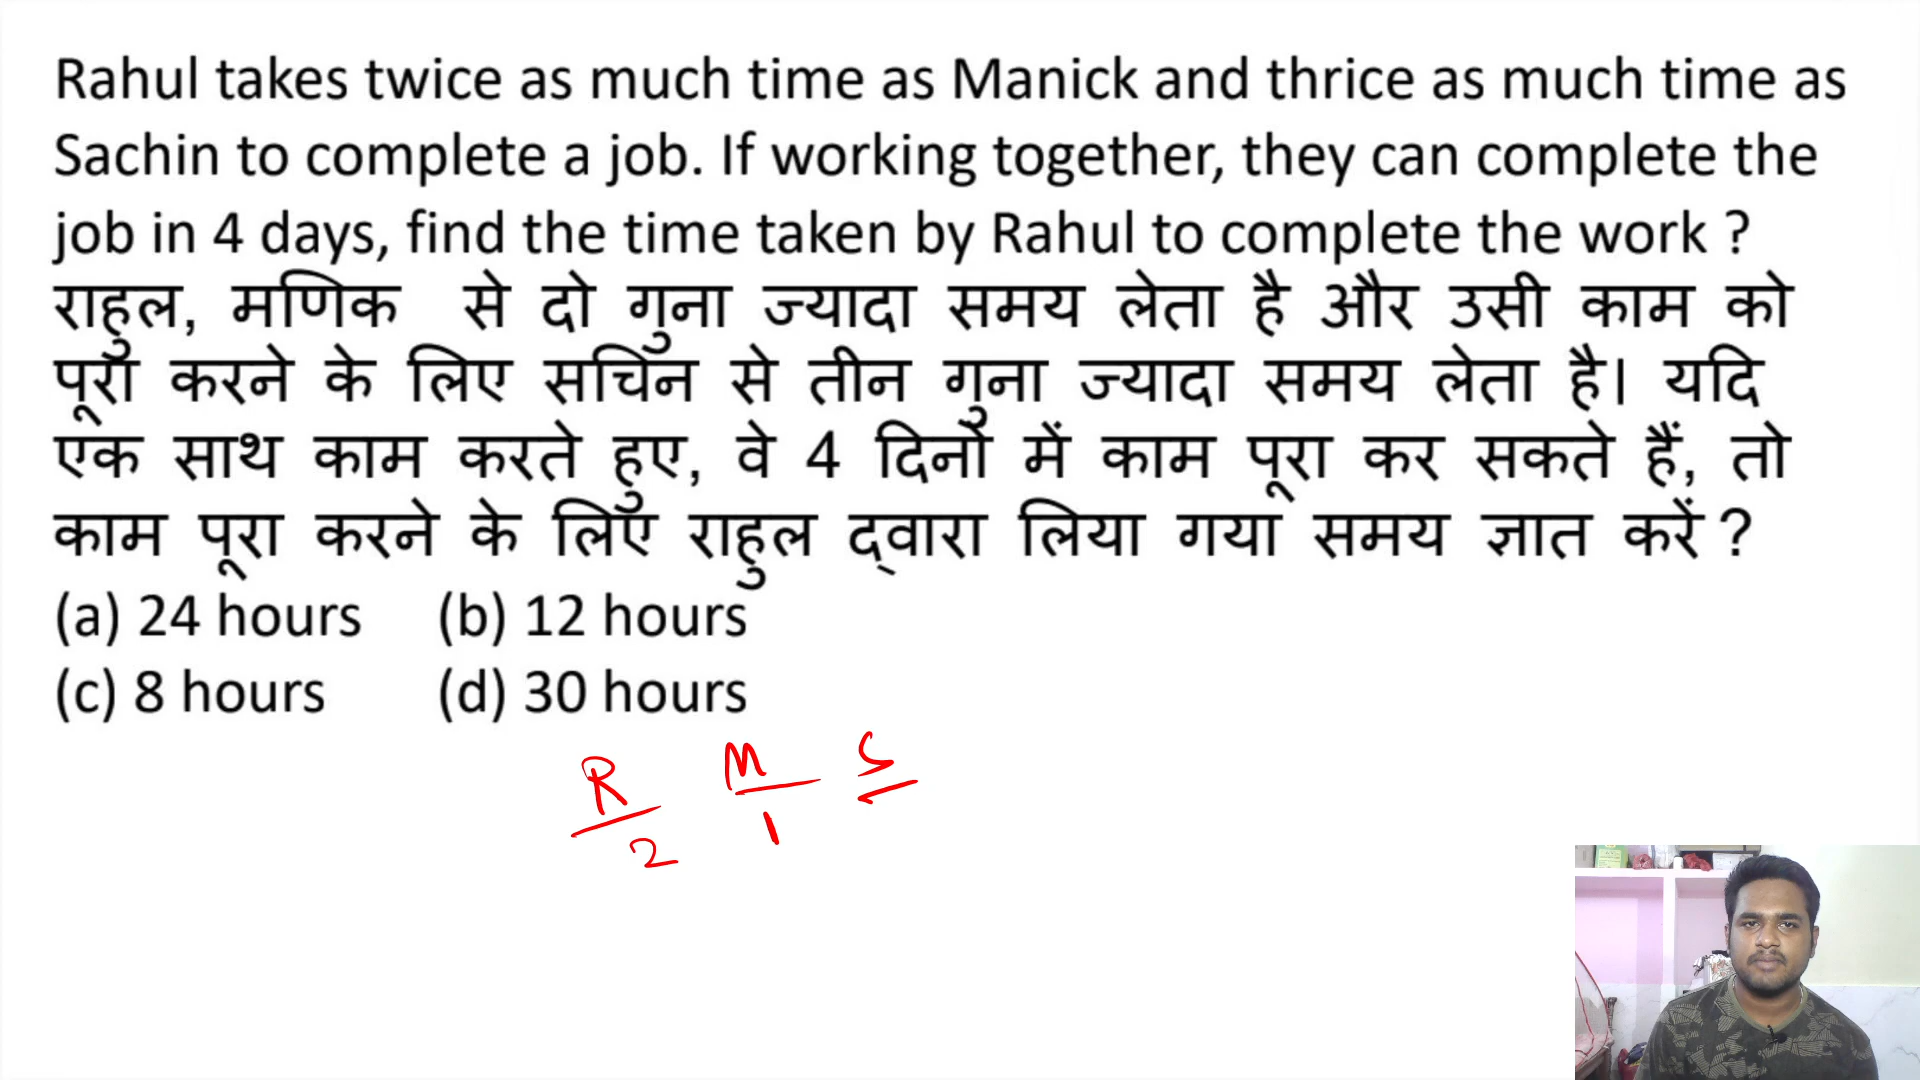 Rahul takes twice as much time as Manick and thrice as much time as
Sachin to complete a job. If working together, they can complete the
job in 4 days, find the time taken by Rahul to complete the work ?
राहुल, मणिक से दो गुना ज्यादा समय लेता है और उसी काम को
पूरा करने के लिए सचिन से तीन गुना ज्यादा समय लेता है। यदि
एक साथ काम करते हुए, वे 4 दिनों में काम पूरा कर सकते हैं, तो
काम पूरा करने के लिए राहुल द्वारा लिया गया समय ज्ञात करें ?
(a) 24 hours (b) 12 hours
(c) 8 hours (d) 30 hours
R M S
2 1